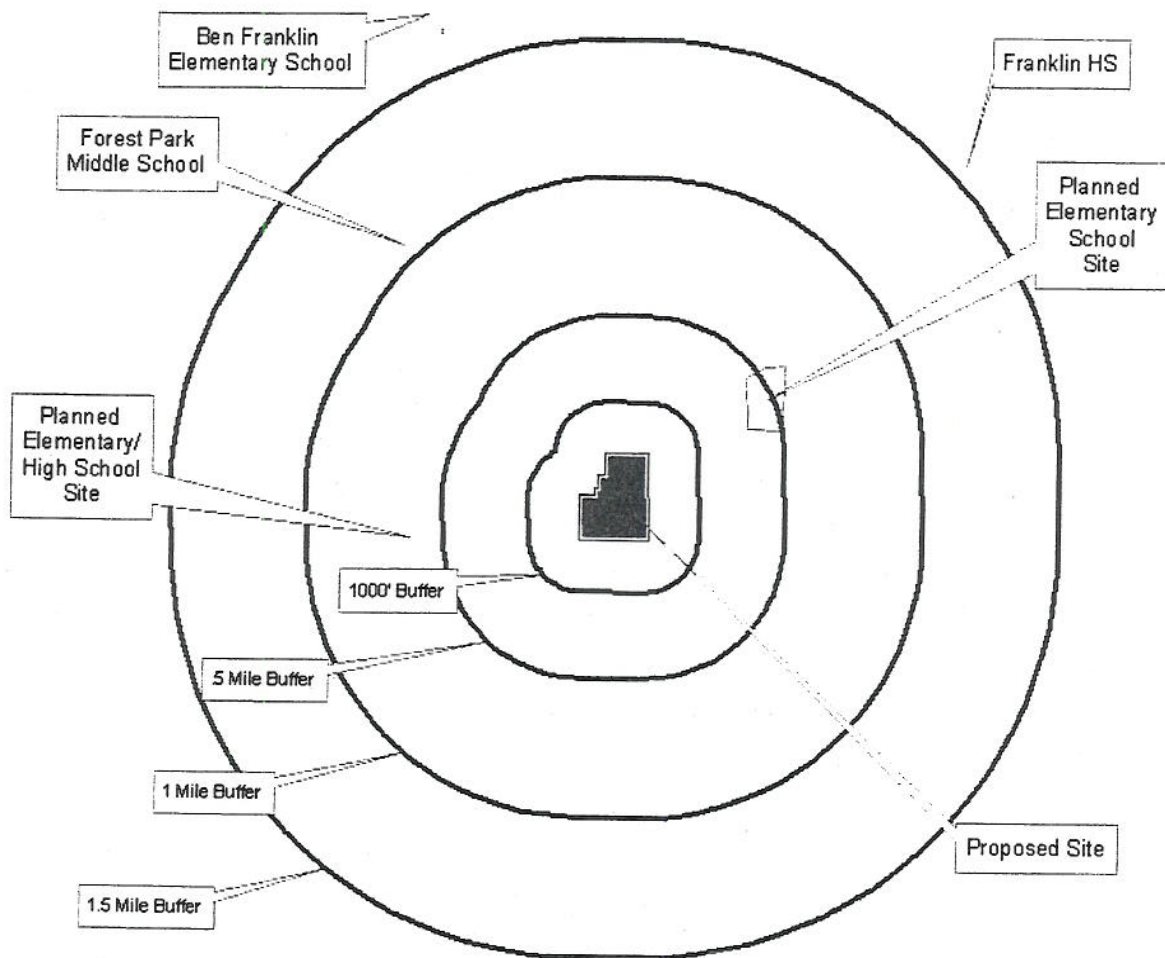 Ben Franklin
Elementary School
Franklin HS
Forest Park
Middle School
Planned
Elementary
School
Site
Planned
Elementary/
High School
Site
1000' Buffer
.5 Mile Buffer
1 Mile Buffer
Proposed Site
1.5 Mile Buffer